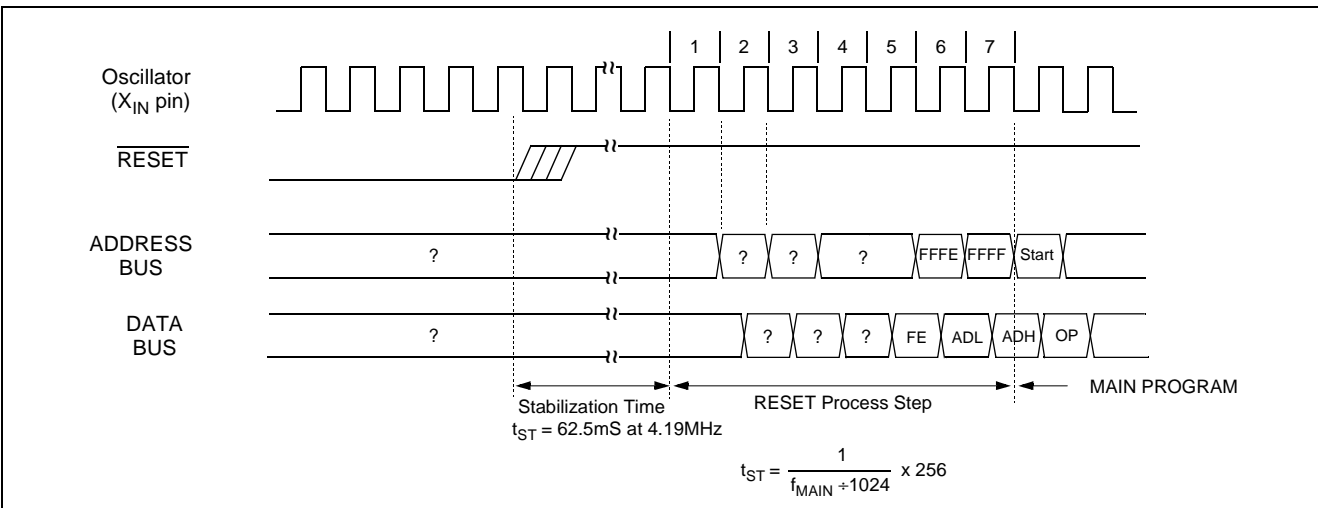 1 2 3 4 5 6 7
Oscillator
(XIN pin)
RESET
ADDRESS
BUS
? ? ? ? FFFE FFFF Start
DATA
BUS
? ? ? ? FE ADL ADH OP
MAIN PROGRAM
Stabilization Time
tST = 62.5mS at 4.19MHz
RESET Process Step
tST = 1 x 256
fMAIN ÷1024